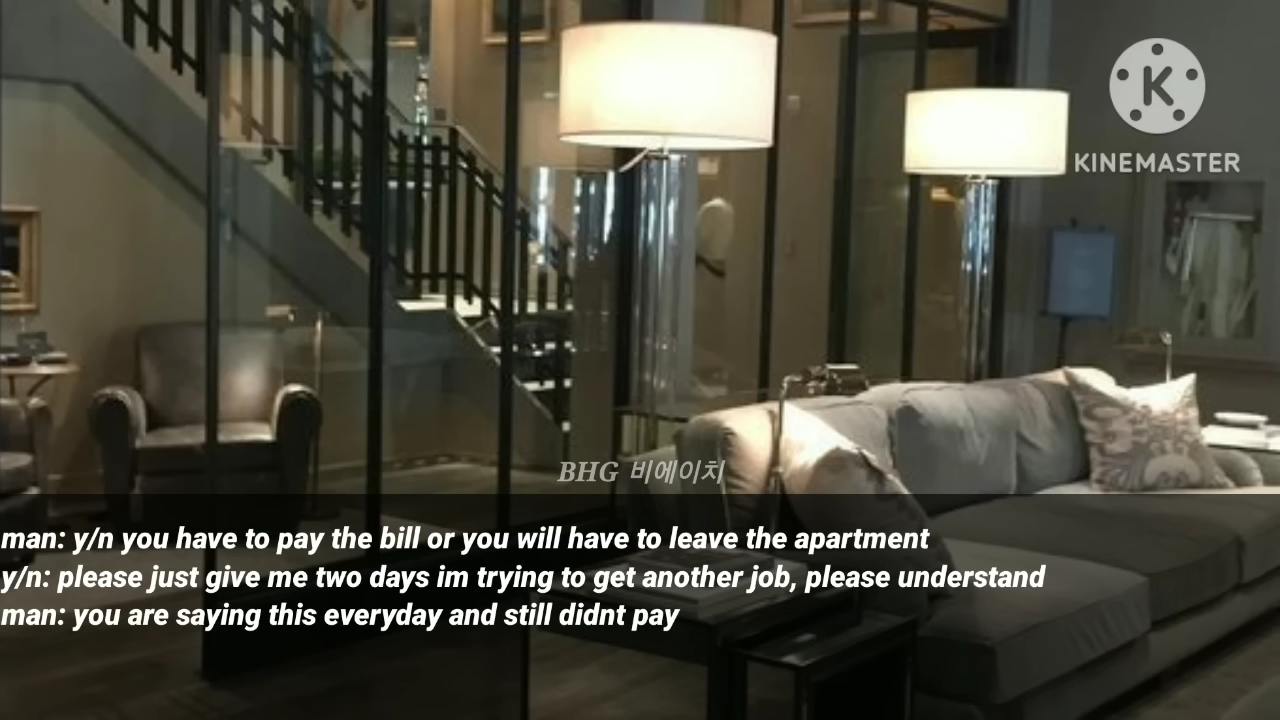 K
KINEMASTER
BHG 비에이치
man: y/n you have to pay the bill or you will have to leave the apartment
y/n: please just give me two days im trying to get another job, please understand
man: you are saying this everyday and still didnt pay